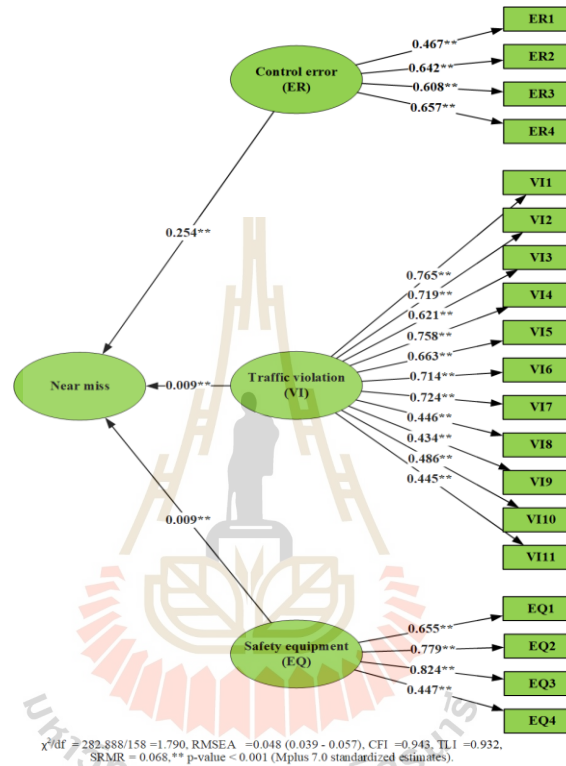 ER1
0.467**
ER2
Control error
(ER)
0.642**
0.608**
ER3
0.657**
ER4
VI1
VI2
0.254**
VI3
0.765**
0.719**
VI4
0.621**
0.758**
VI5
0.663**
Near miss
0.009**
Traffic violation
(VI)
0.714**
VI6
0.724**
VI7
0.446**
0.434**
VI8
0.486**
VI9
0.445**
VI10
0.009**
VI11
EQ1
0.655**
Safety equipment
(EQ)
0.779**
EQ2
0.824**
EQ3
0.447**
EQ4
χ²/df = 282.888/158 =1.790, RMSEA =0.048 (0.039 - 0.057), CFI =0.943, TLI =0.932,
SRMR = 0.068,** p-value < 0.001 (Mplus 7.0 standardized estimates).